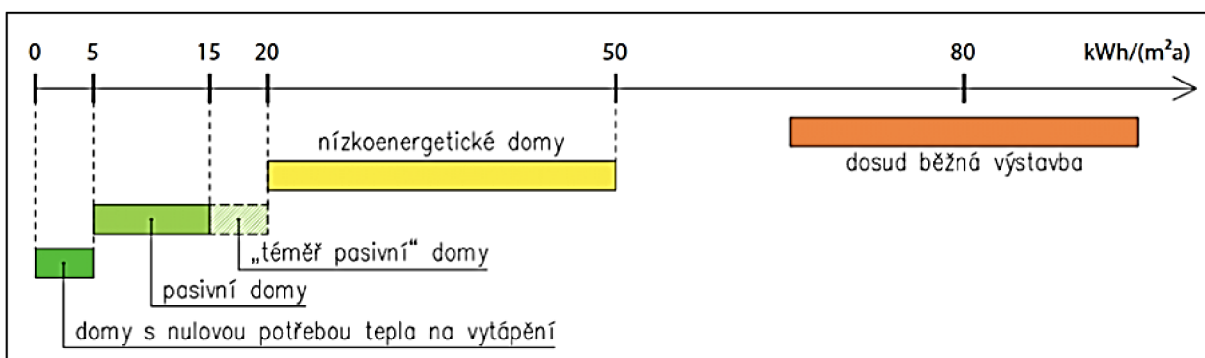 0 5 15 20 50 80 kWh/(m²a)
nízkoenergetické domy
dosud běžná výstavba
„téměř pasivní“ domy
pasivní domy
domy s nulovou potřebou tepla na vytápění